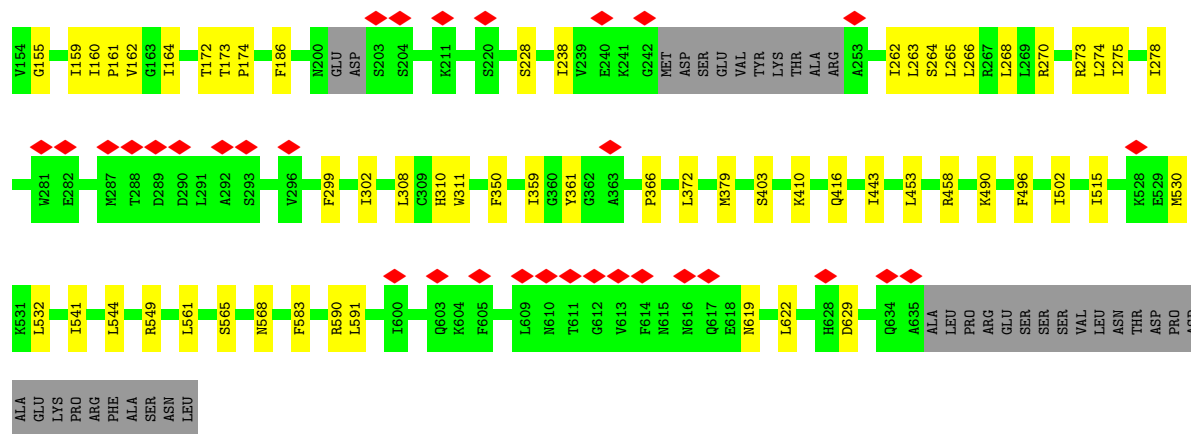 V154 G155 I159 I160 P161 V162 G163 I164 T172 T173 P174 F186 N200 GLU ASP S203 S204 K211 S220 S228 I238 V239 E240 K241 G242 MET ASP SER GLU VAL TYR LYS THR ALA ARG A253 I262 L263 S264 L265 L266 R267 L268 L269 R270 R273 L274 I275 I278
W281 E282 M287 T288 D289 D290 L291 A292 S293 V296 F299 I302 L308 C309 H310 W311 F350 I359 G360 Y361 G362 A363 P366 L372 M379 S403 K410 Q416 I443 L453 R458 K490 F496 I502 I515 K528 E529 M530
K531 L532 I541 L544 R549 L561 S565 N568 F583 R590 L591 I600 Q603 K604 F605 L609 N610 T611 G612 V613 F614 N615 N616 Q617 E618 N619 L622 H628 D629 Q634 A635 ALA LEU PRO ARG GLU SER SER SER VAL LEU ASN THR ASP PRO ASP
ALA GLU LYS PRO ARG PHE ALA SER ASN LEU